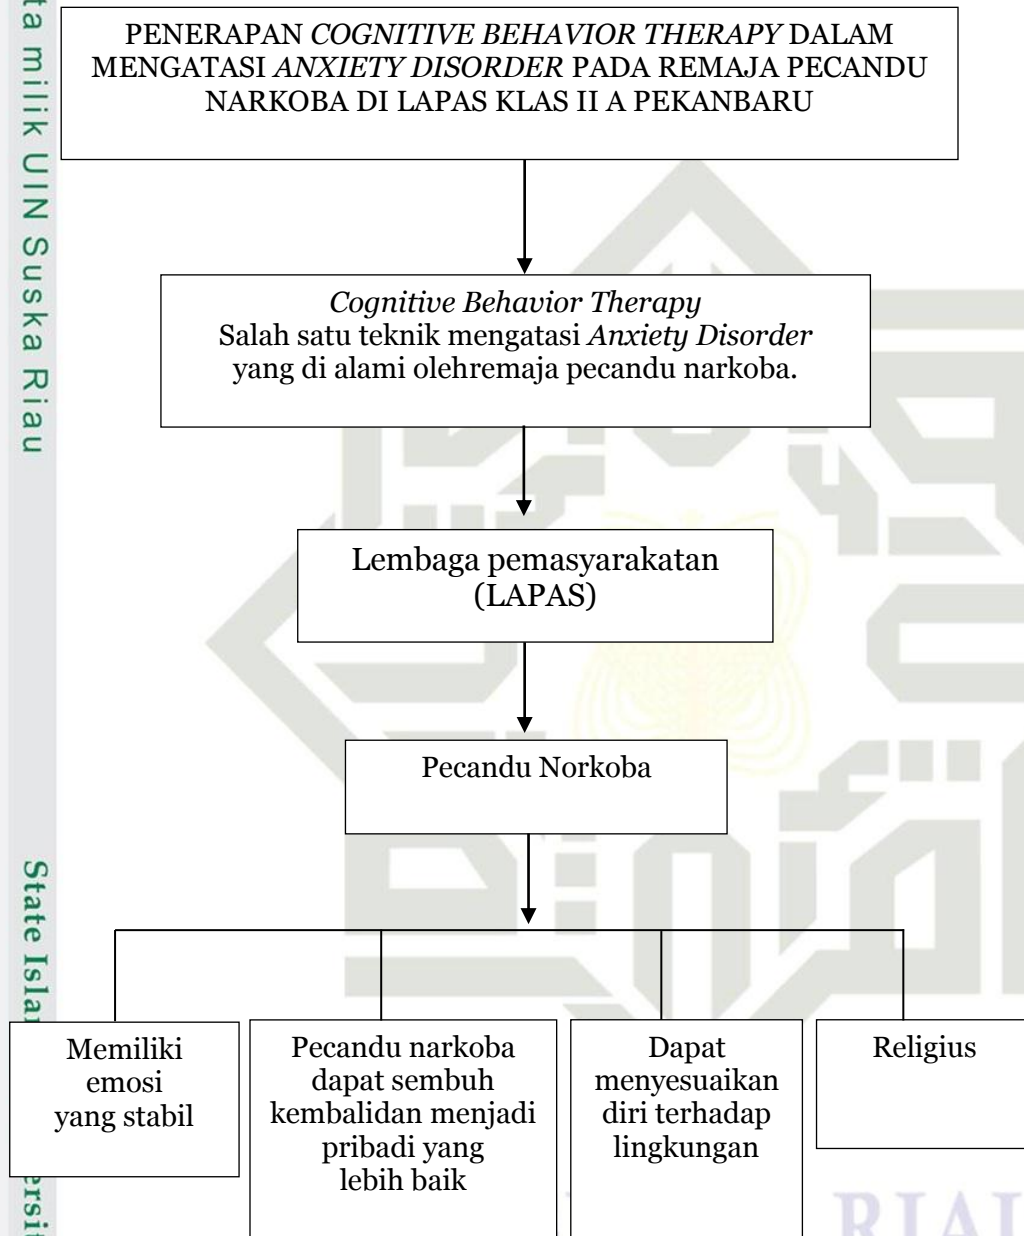 ta milik UIN Suska Riau
PENERAPAN COGNITIVE BEHAVIOR THERAPY DALAM
MENGATASI ANXIETY DISORDER PADA REMAJA PECANDU
NARKOBA DI LAPAS KLAS II A PEKANBARU
Cognitive Behavior Therapy
Salah satu teknik mengatasi Anxiety Disorder
yang di alami olehremaja pecandu narkoba.
Lembaga pemasyarakatan
(LAPAS)
Pecandu Norkoba
State Isla
ersit
Memiliki
emosi
yang stabil
Pecandu narkoba
dapat sembuh
kembalidan menjadi
pribadi yang
lebih baik
Dapat
menyesuaikan
diri terhadap
lingkungan
Religius
RIAU